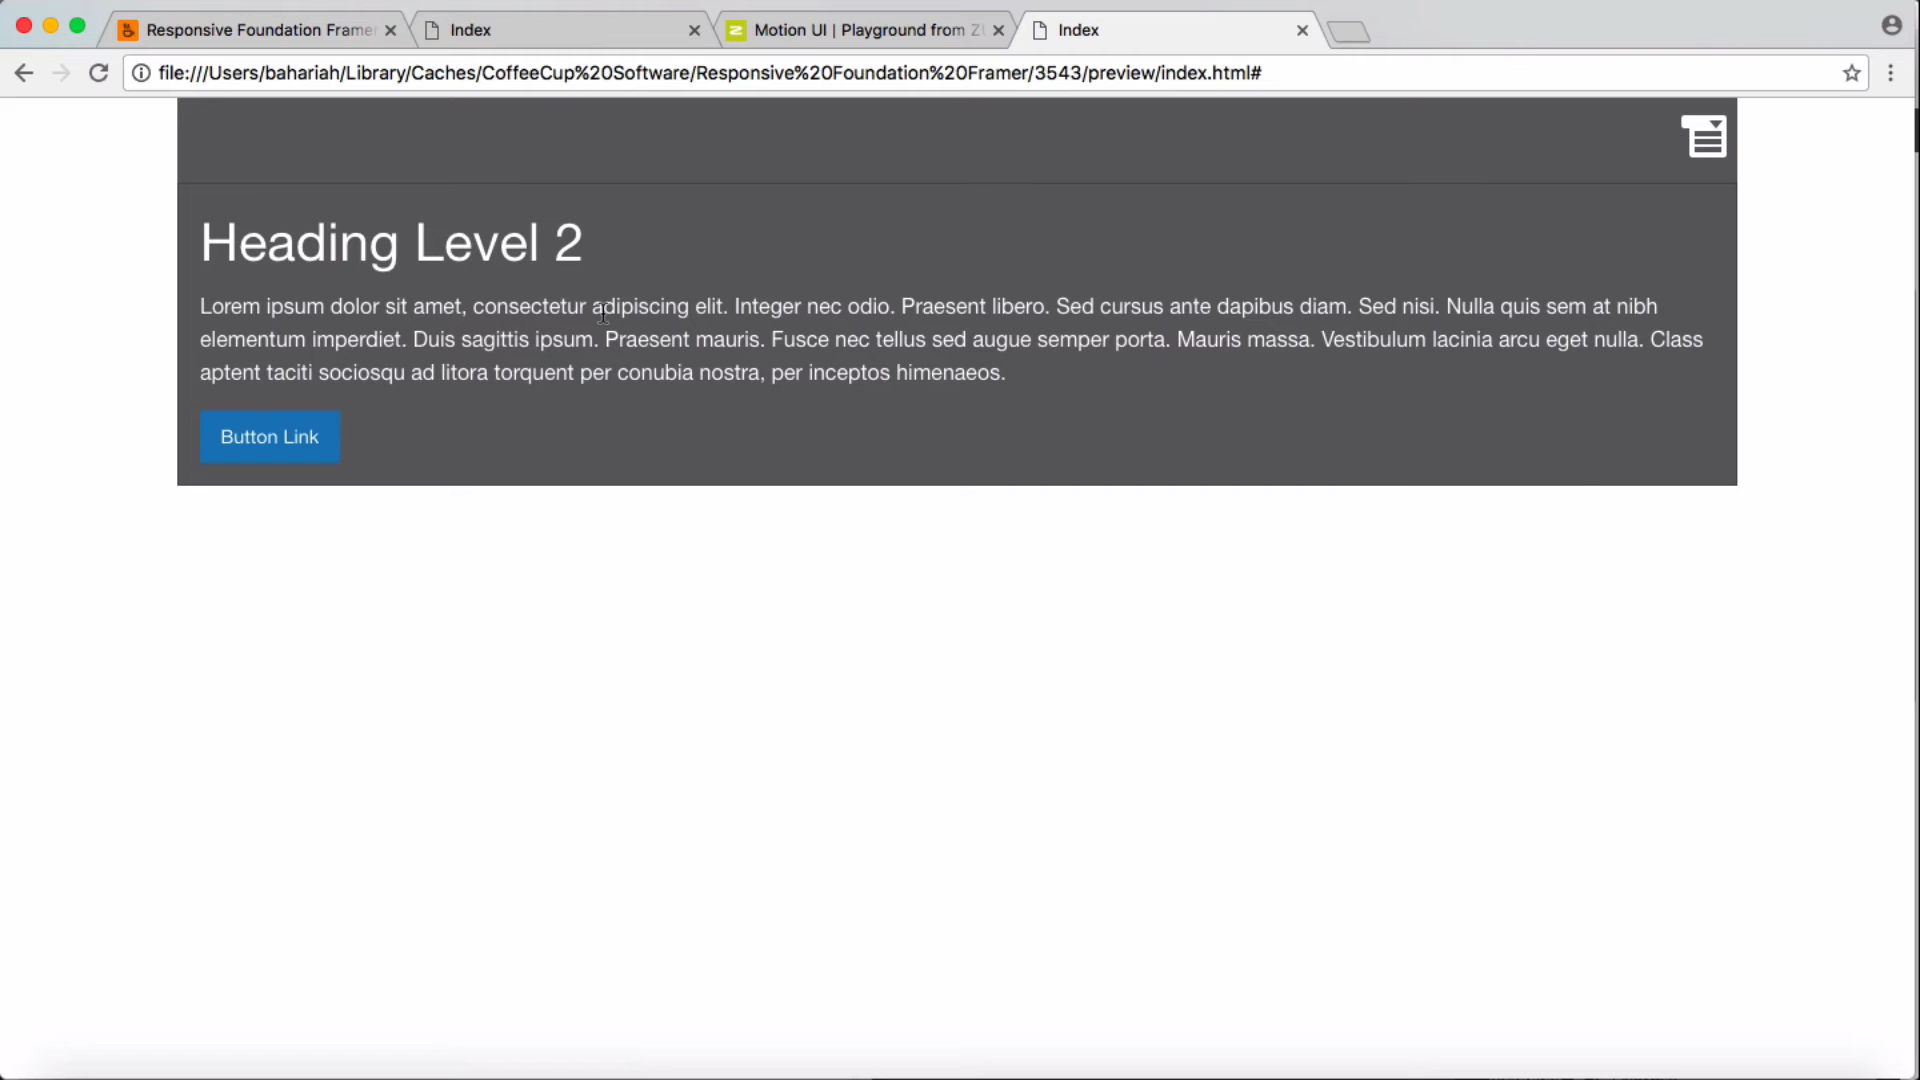 Responsive Foundation Framer
Index
Motion UI | Playground from ZU
Index
file:///Users/bahariah/Library/Caches/CoffeeCup%20Software/Responsive%20Foundation%20Framer/3543/preview/index.html#
Heading Level 2
Lorem ipsum dolor sit amet, consectetur adipiscing elit. Integer nec odio. Praesent libero. Sed cursus ante dapibus diam. Sed nisi. Nulla quis sem at nibh
elementum imperdiet. Duis sagittis ipsum. Praesent mauris. Fusce nec tellus sed augue semper porta. Mauris massa. Vestibulum lacinia arcu eget nulla. Class
aptent taciti sociosqu ad litora torquent per conubia nostra, per inceptos himenaeos.
Button Link